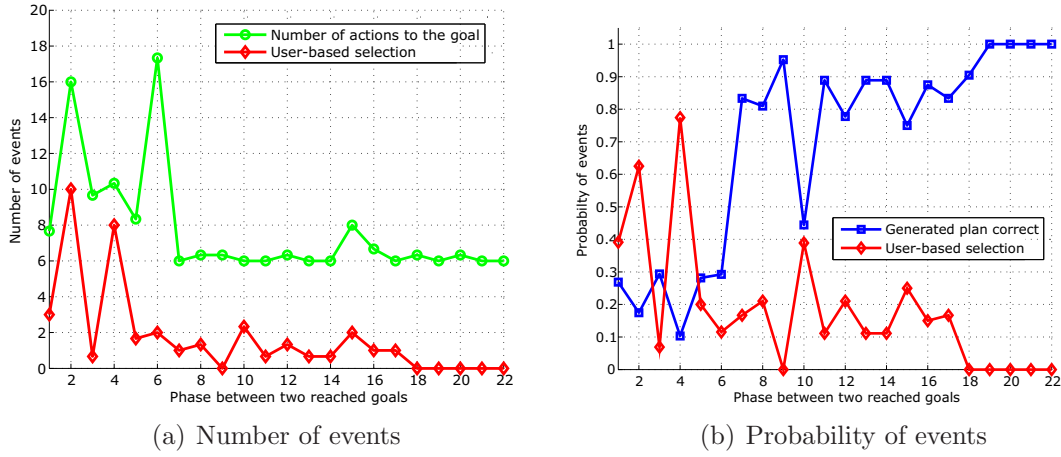 20
18
16
14
12
10
8
6
4
2
0
Number of events
Number of actions to the goal
User-based selection
2 4 6 8 10 12 14 16 18 20 22
Phase between two reached goals
(a) Number of events
1
0.9
0.8
0.7
0.6
0.5
0.4
0.3
0.2
0.1
0
Probabilty of events
Generated plan correct
User-based selection
2 4 6 8 10 12 14 16 18 20 22
Phase between two reached goals
(b) Probability of events